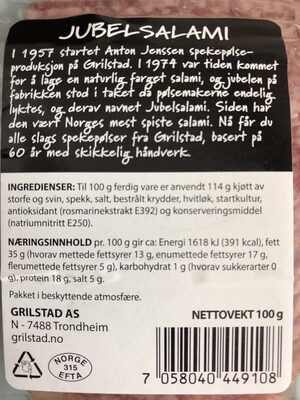 JUBELSALAMI
I 1957 startet Anton Jenssen spekepølse-
produksjon på Grilstad. I 1974 var tiden kommet
for å lage en naturlig farget salami, og jubelen på
fabrikken stod i taket da pølsemakerne endelig
lyktes, og derav navnet Jubelsalami. Siden har
den vært Norges mest spiste salami. Nå får du
alle slags spekepølser fra Grilstad, basert på
60 år med skikkelig håndverk.
INGREDIENSER: Til 100 g ferdig vare er anvendt 114 g kjøtt av
storfe og svin, spekk, salt, bestrålt krydder, hvitløk, startkultur,
antioksidant (rosmarinekstrakt E392) og konserveringsmiddel
(natriumnitritt E250).
NÆRINGSINNHOLD pr. 100 g gir ca: Energi 1618 kJ (391 kcal), fett
35 g (hvorav mettede fettsyrer 13 g, enumettede fettsyrer 17 g,
flerumettede fettsyrer 5 g), karbohydrat 1 g (hvorav sukkerarter 0
g), protein 18 g, salt 5 g.
Pakket i beskyttende atmosfære.
GRILSTAD AS
N - 7488 Trondheim
grilstad.no
NETTOVEKT 100 g
NORGE
315
EFTA
7 058040 449108